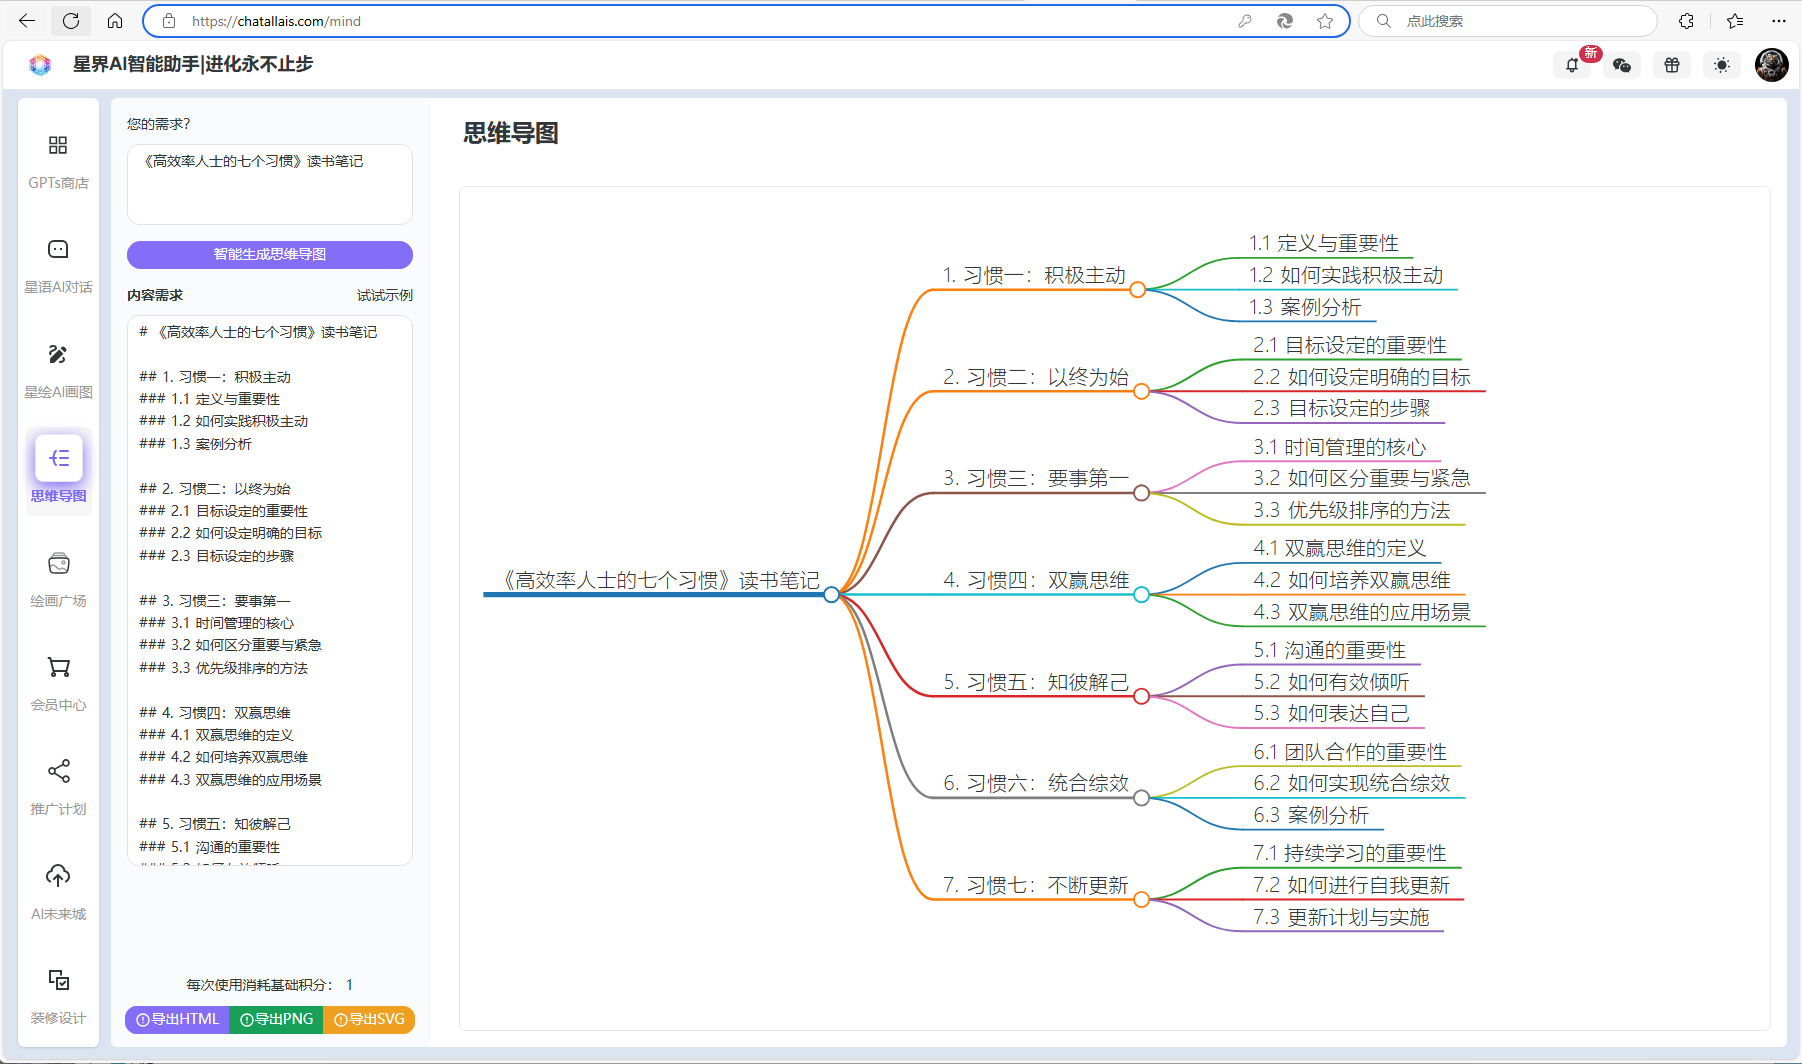 https://chatallais.com/mind
点此搜索
星界AI智能助手|进化永不止步
新
GPTs商店
星语AI对话
星绘AI画图
思维导图
绘画广场
会员中心
推广计划
AI未来城
装修设计
您的需求?
《高效率人士的七个习惯》读书笔记
智能生成思维导图
内容需求
试试示例
# 《高效率人士的七个习惯》读书笔记
## 1. 习惯一：积极主动
### 1.1 定义与重要性
### 1.2 如何实践积极主动
### 1.3 案例分析
## 2. 习惯二：以终为始
### 2.1 目标设定的重要性
### 2.2 如何设定明确的目标
### 2.3 目标设定的步骤
## 3. 习惯三：要事第一
### 3.1 时间管理的核心
### 3.2 如何区分重要与紧急
### 3.3 优先级排序的方法
## 4. 习惯四：双赢思维
### 4.1 双赢思维的定义
### 4.2 如何培养双赢思维
### 4.3 双赢思维的应用场景
## 5. 习惯五：知彼解己
### 5.1 沟通的重要性
每次使用消耗基础积分： 1
导出HTML
导出PNG
导出SVG
思维导图
《高效率人士的七个习惯》读书笔记
1. 习惯一：积极主动
1.1 定义与重要性
1.2 如何实践积极主动
1.3 案例分析
2. 习惯二：以终为始
2.1 目标设定的重要性
2.2 如何设定明确的目标
2.3 目标设定的步骤
3. 习惯三：要事第一
3.1 时间管理的核心
3.2 如何区分重要与紧急
3.3 优先级排序的方法
4. 习惯四：双赢思维
4.1 双赢思维的定义
4.2 如何培养双赢思维
4.3 双赢思维的应用场景
5. 习惯五：知彼解己
5.1 沟通的重要性
5.2 如何有效倾听
5.3 如何表达自己
6. 习惯六：统合综效
6.1 团队合作的重要性
6.2 如何实现统合综效
6.3 案例分析
7. 习惯七：不断更新
7.1 持续学习的重要性
7.2 如何进行自我更新
7.3 更新计划与实施